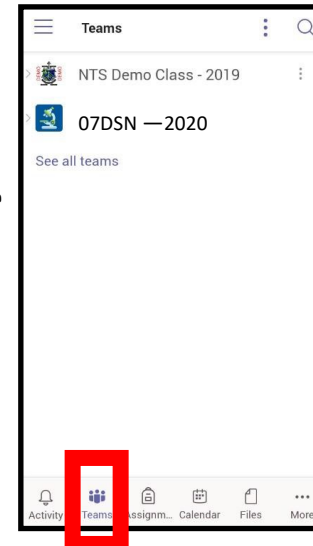 Teams
NTS Demo Class - 2019
07DSN —2020
See all teams
Activity Teams Assignm... Calendar Files More